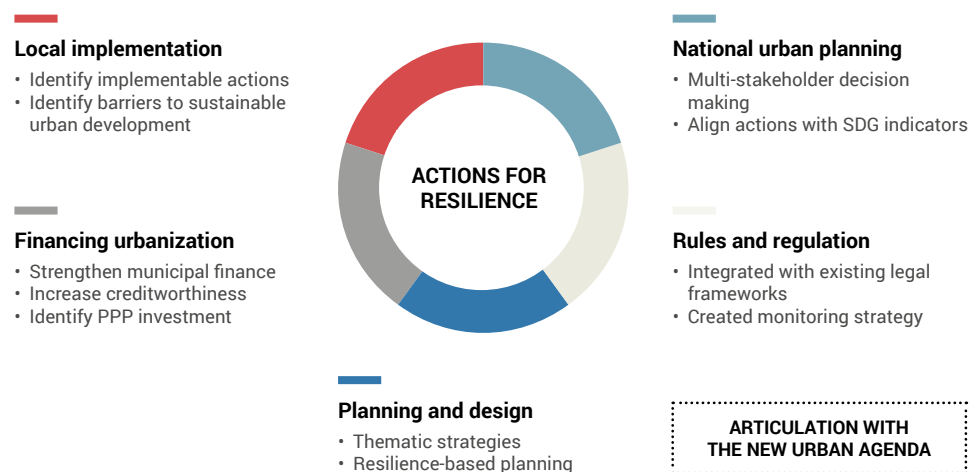 Local implementation
• Identify implementable actions
• Identify barriers to sustainable
urban development
National urban planning
• Multi-stakeholder decision
making
• Align actions with SDG indicators
ACTIONS FOR
RESILIENCE
Financing urbanization
• Strengthen municipal finance
• Increase creditworthiness
• Identify PPP investment
Rules and regulation
• Integrated with existing legal
frameworks
• Created monitoring strategy
Planning and design
• Thematic strategies
• Resilience-based planning
ARTICULATION WITH
THE NEW URBAN AGENDA